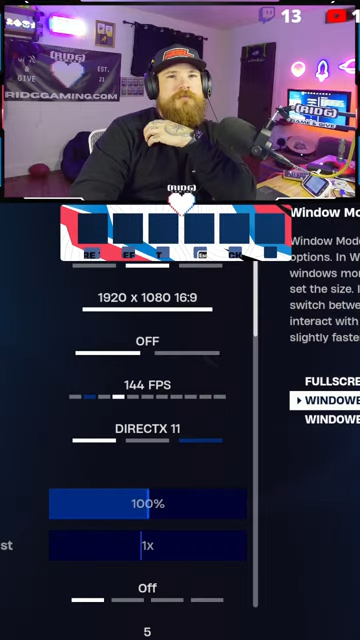 13
(RIDG)
GIVE
EST.
21
RIDGGAMING.COM
(RIDG)
(RIDG)
Window Mo
Window Mode
options. In W
windows mor
set the size. I
switch betwe
interact with
slightly faste
1920 x 1080 16:9
OFF
144 FPS
DIRECTX 11
FULLSCRE
WINDOWE
WINDOWE
100%
st
1x
Off
5